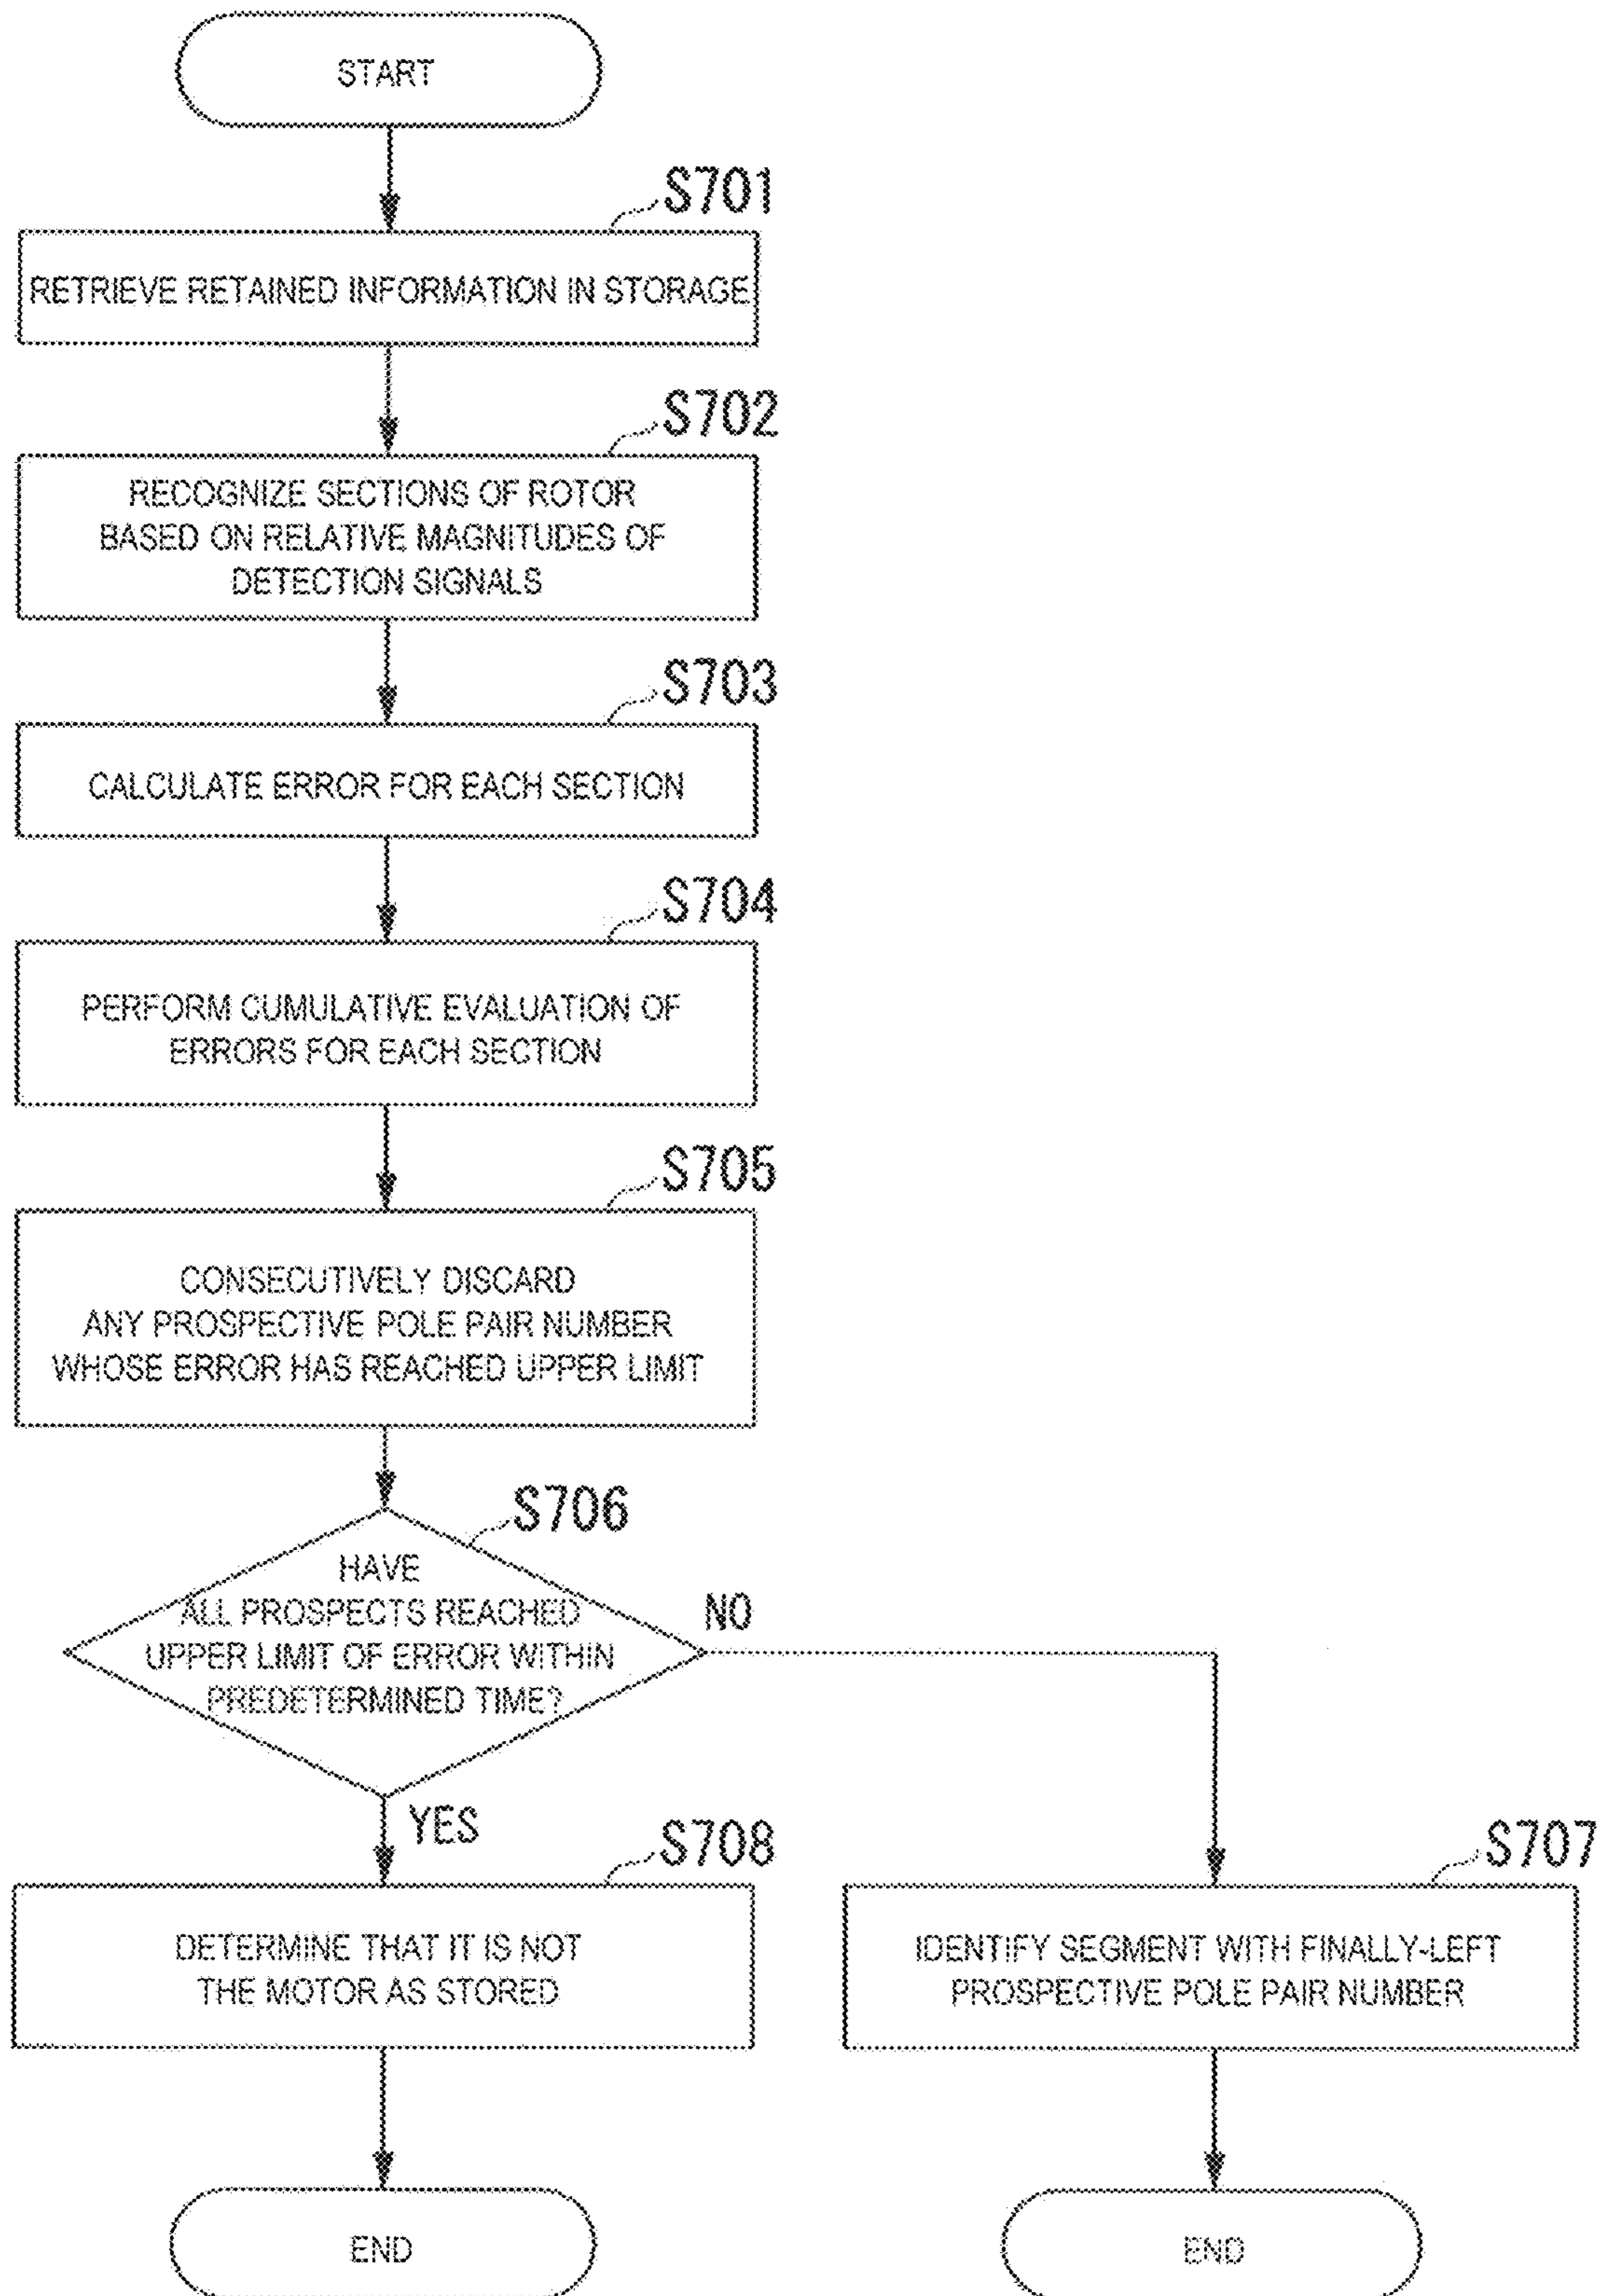 START
S701
RETRIEVE RETAINED INFORMATION IN STORAGE
S702
RECOGNIZE SECTIONS OF ROTOR
BASED ON RELATIVE MAGNITUDES OF
DETECTION SIGNALS
S703
CALCULATE ERROR FOR EACH SECTION
S704
PERFORM CUMULATIVE EVALUATION OF
ERRORS FOR EACH SECTION
S705
CONSECUTIVELY DISCARD
ANY PROSPECTIVE POLE PAIR NUMBER
WHOSE ERROR HAS REACHED UPPER LIMIT
S706
HAVE
ALL PROSPECTS REACHED
UPPER LIMIT OF ERROR WITHIN
PREDETERMINED TIME?
NO
YES
S708
DETERMINE THAT IT IS NOT
THE MOTOR AS STORED
S707
IDENTIFY SEGMENT WITH FINALLY-LEFT
PROSPECTIVE POLE PAIR NUMBER
END
END